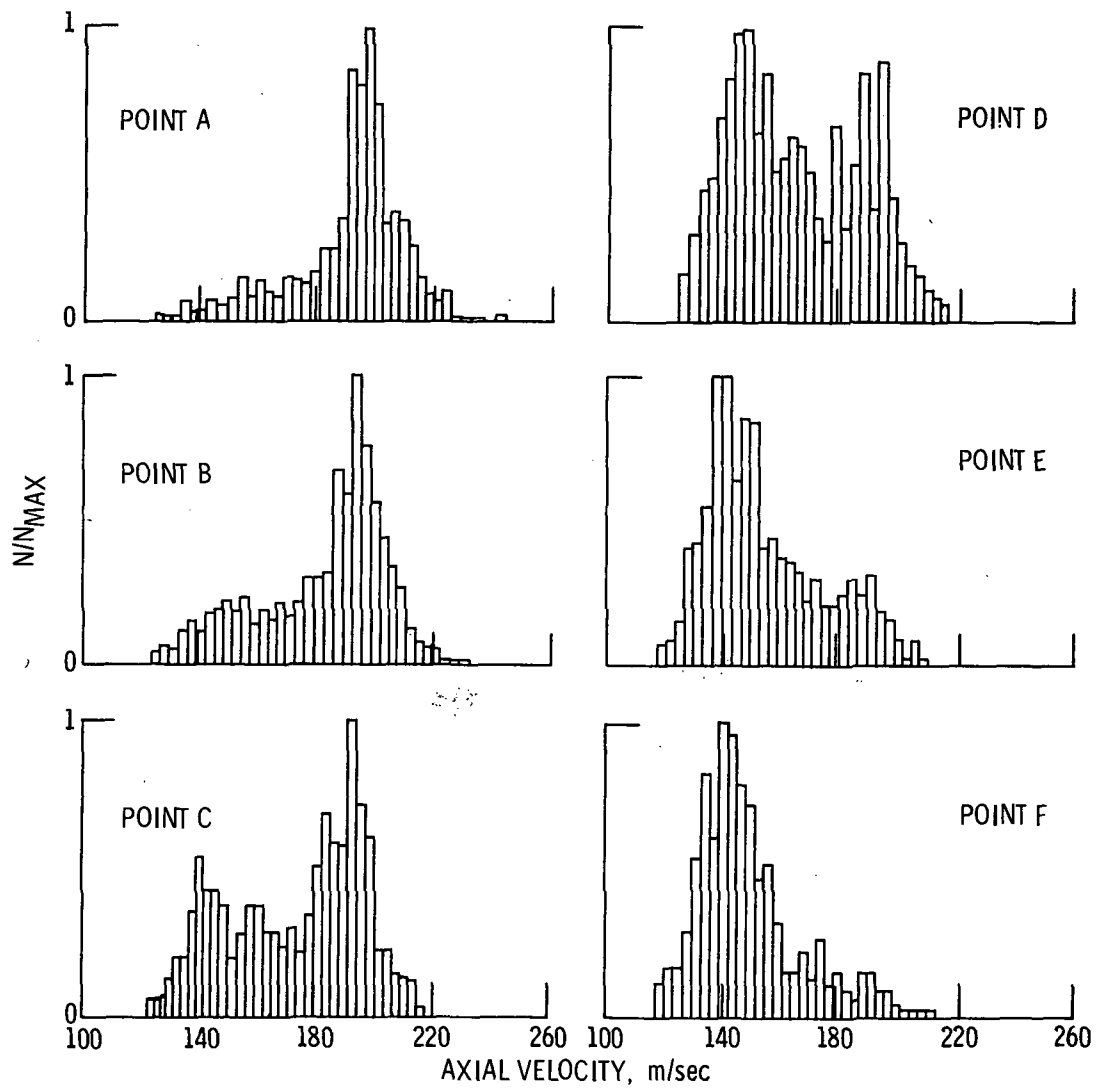 1
POINT A
0
POINT D
1
POINT B
0
POINT E
N/NMAX
1
POINT C
0
POINT F
100 140 180 220 260
100 140 180 220 260
AXIAL VELOCITY, m/sec